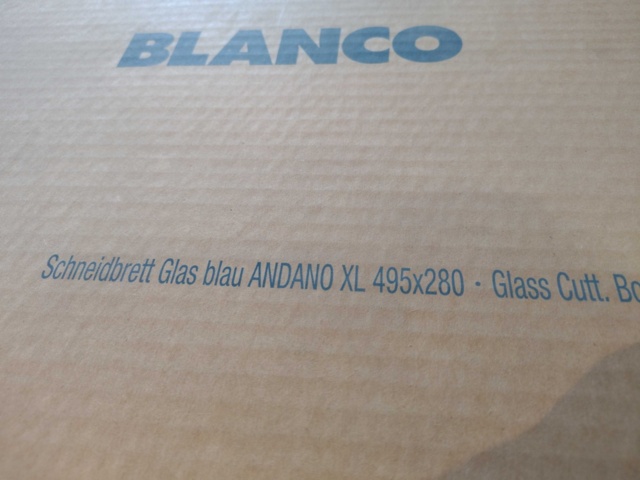 BLANCO
Schneidbrett Glas blau ANDANO XL 495x280 · Glass Cutt.